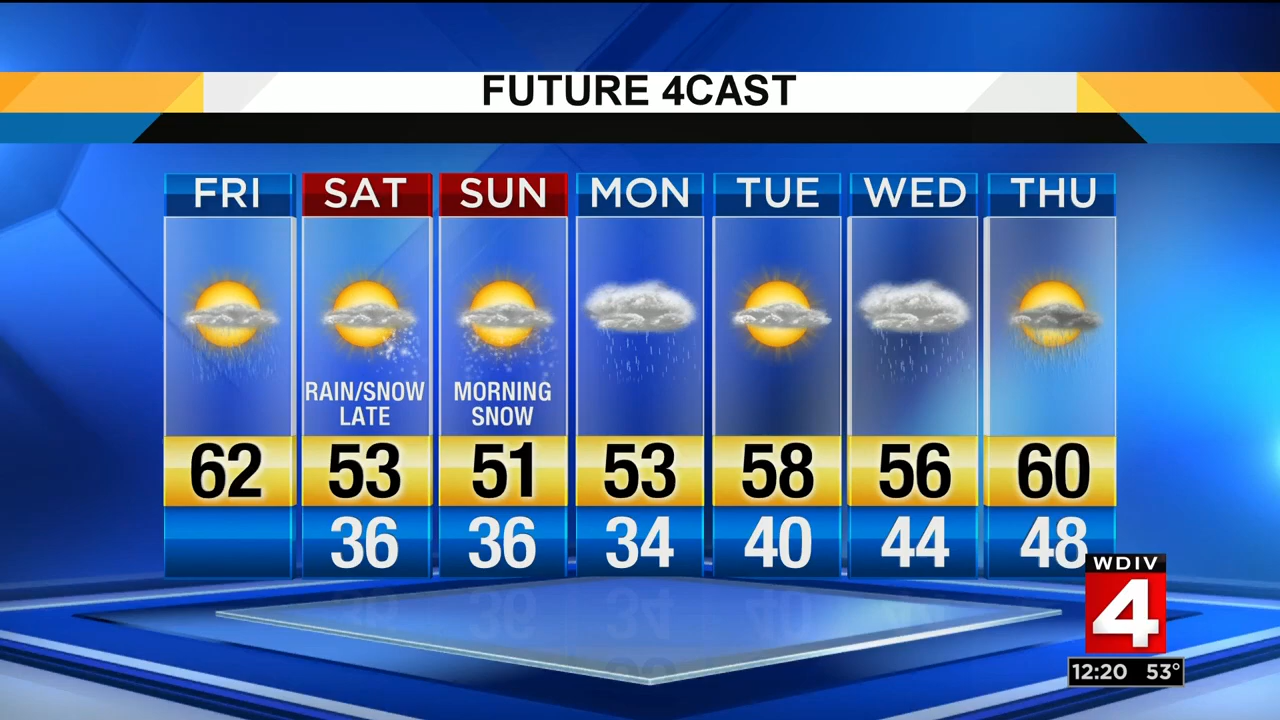 FUTURE 4CAST
FRI SAT SUN MON TUE WED THU
RAIN/SNOW
LATE
MORNING
SNOW
62 53 51 53 58 56 60
36 36 34 40 44 48
WDIV
4
12:20 53°